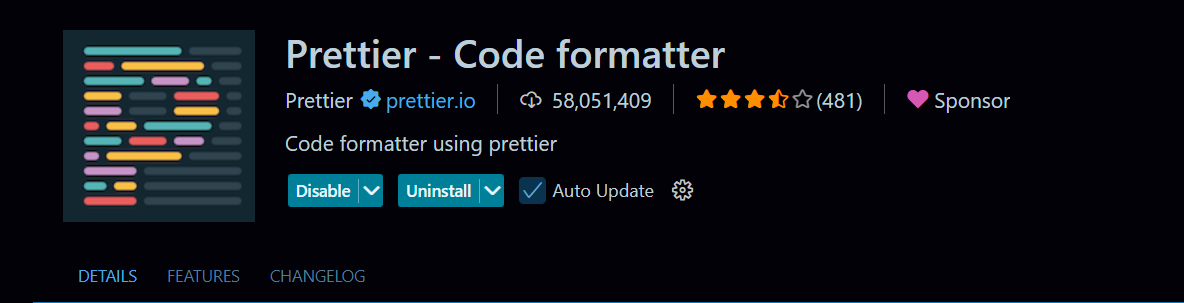 Prettier - Code formatter
Prettier prettier.io 58,051,409 (481) Sponsor
Code formatter using prettier
Disable Uninstall Auto Update
DETAILS FEATURES CHANGELOG